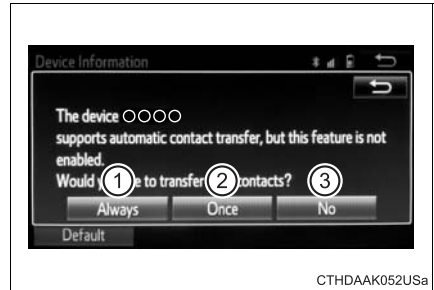 Device Information
The device ○○○○
supports automatic contact transfer, but this feature is not
enabled.
Would y e to transfer contacts?
1 2 3
Always Once No
Default
CTHDAAK052USa